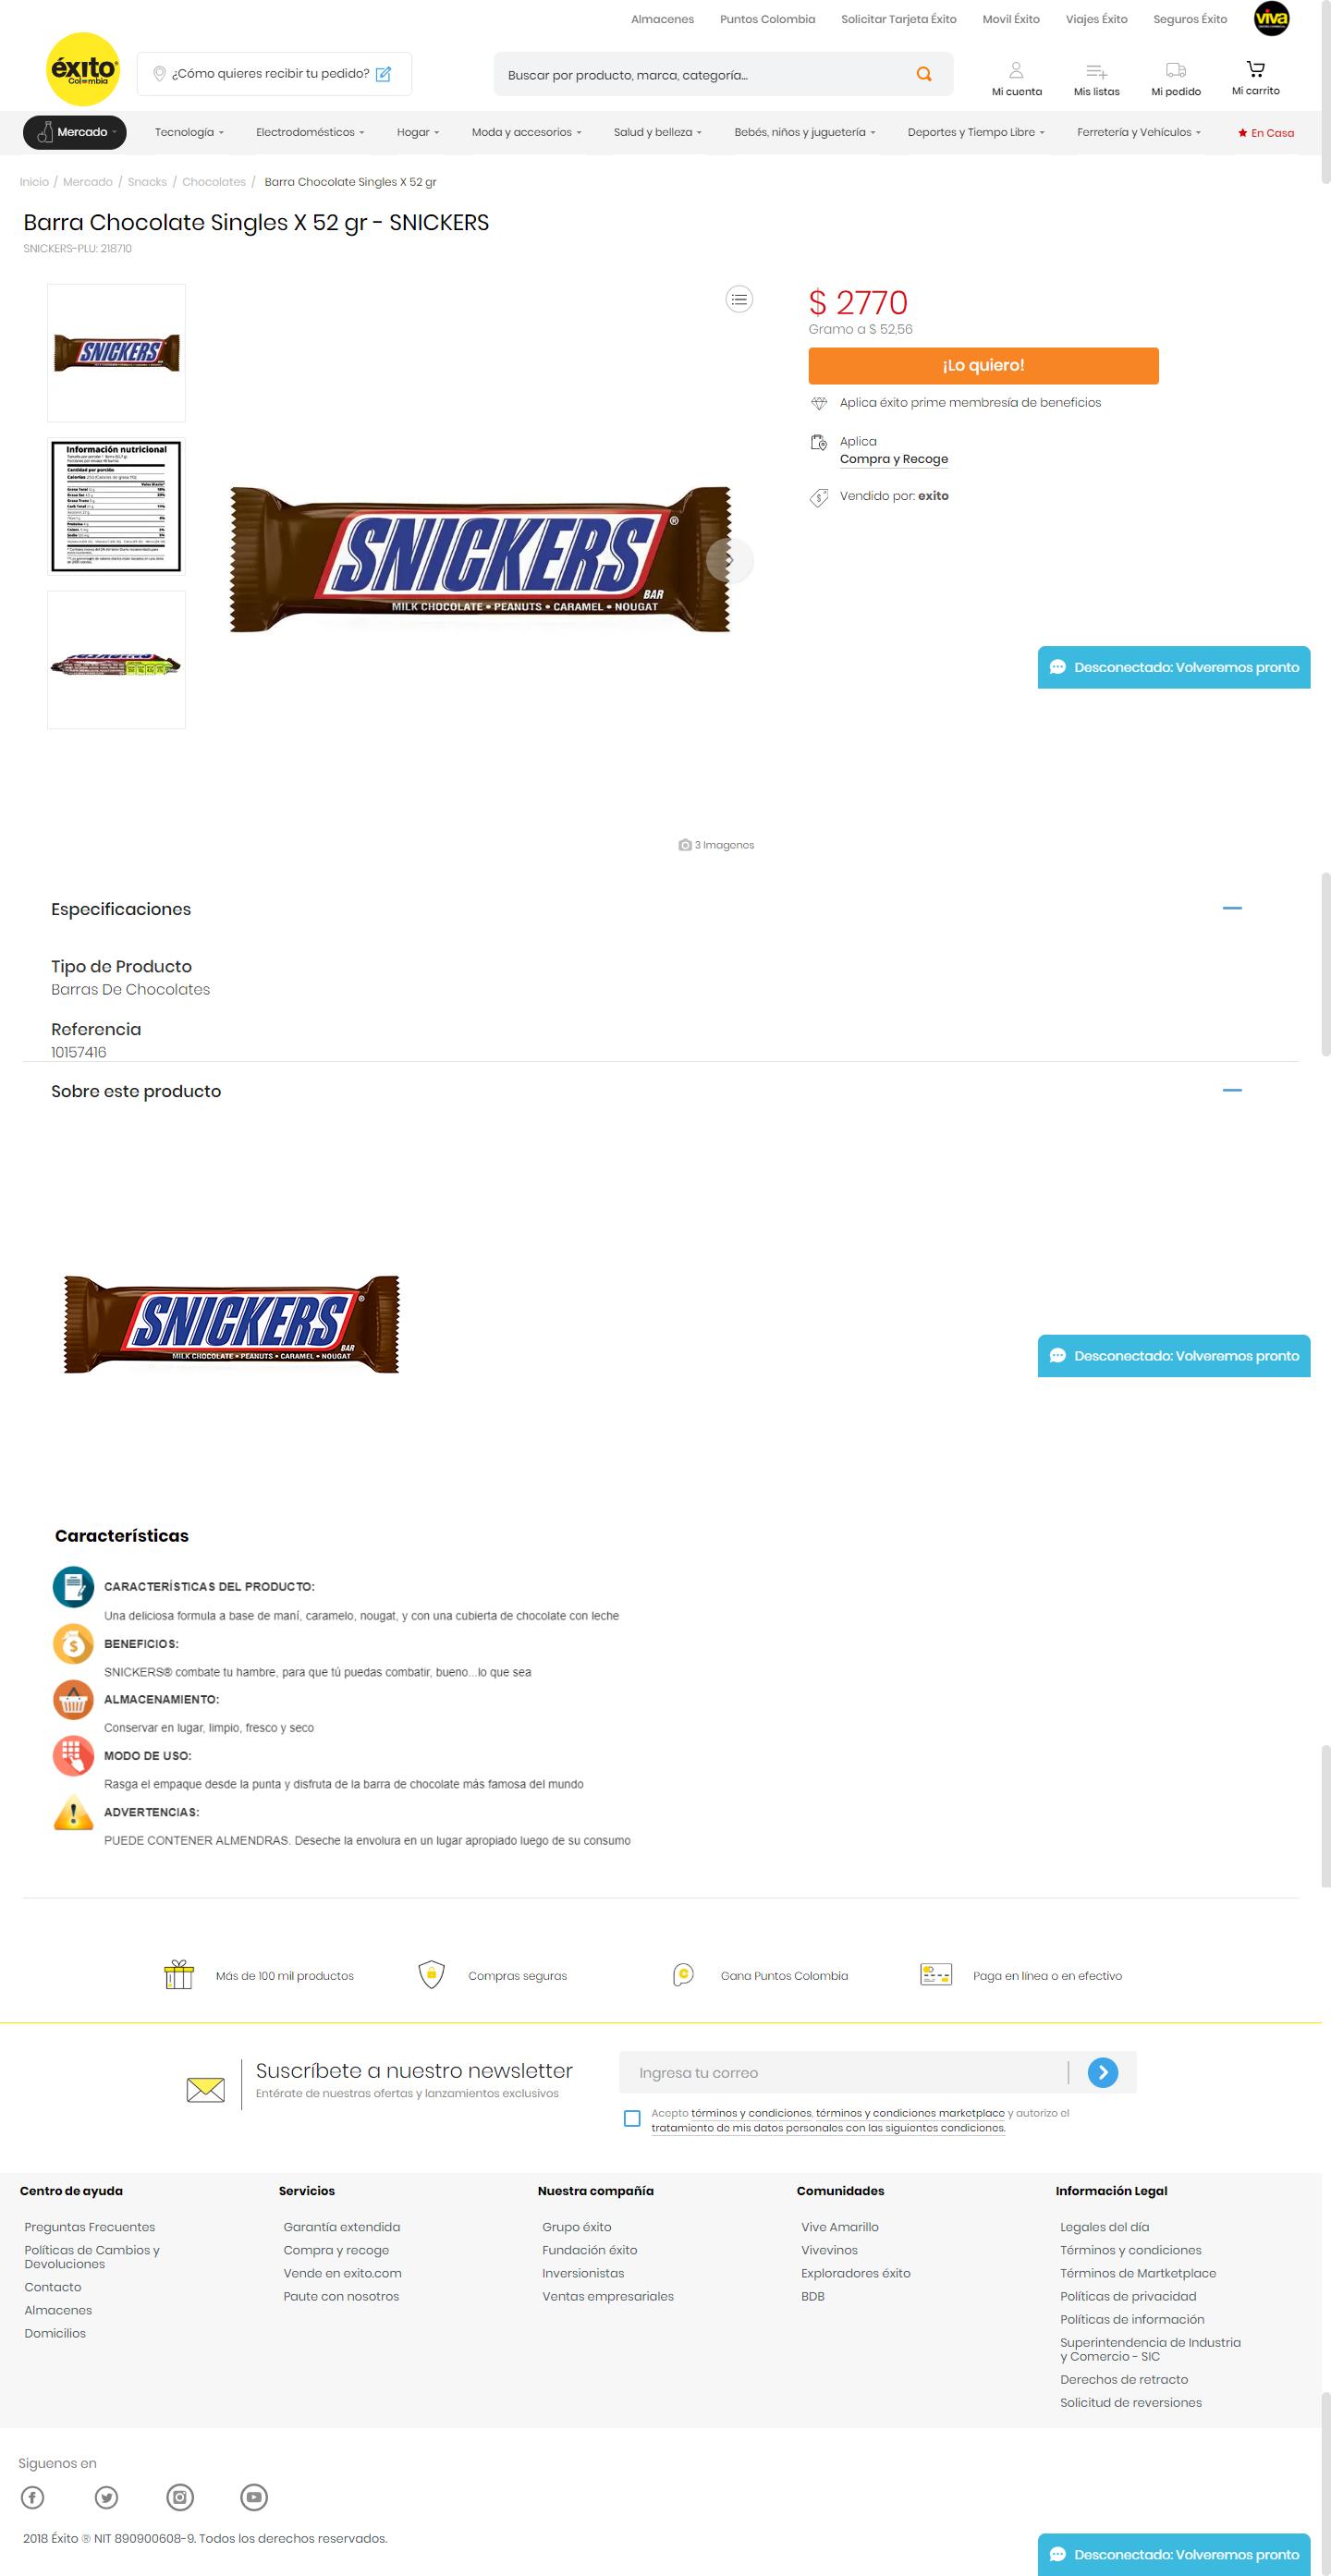 Almacenes Puntos Colombia Solicitar Tarjeta Éxito Movil Éxito Viajes Éxito Seguros Éxito viva
éxito
Colombia
¿Cómo quieres recibir tu pedido?
Buscar por producto, marca, categoría...
Mi cuenta Mis listas Mi pedido Mi carrito
Mercado Tecnología Electrodomésticos Hogar Moda y accesorios Salud y belleza Bebés, niños y juguetería Deportes y Tiempo Libre Ferretería y Vehículos En Casa
Inicio / Mercado / Snacks / Chocolates / Barra Chocolate Singles X 52 gr
Barra Chocolate Singles X 52 gr - SNICKERS
SNICKERS-PLU: 218710
SNICKERS
Información nutricional
Cantidad por porción
SNICKERS®
BAR
MILK CHOCOLATE • PEANUTS • CARAMEL • NOUGAT
$ 2770
Gramo a $ 52,56
¡Lo quiero!
Aplica éxito prime membresía de beneficios
Aplica
Compra y Recoge
Vendido por: exito
Desconectado: Volveremos pronto
3 Imagenes
Especificaciones
Tipo de Producto
Barras De Chocolates
Referencia
10157416
Sobre este producto
SNICKERS®
BAR
MILK CHOCOLATE • PEANUTS • CARAMEL • NOUGAT
Desconectado: Volveremos pronto
Características
CARACTERÍSTICAS DEL PRODUCTO:
Una deliciosa formula a base de maní, caramelo, nougat, y con una cubierta de chocolate con leche
BENEFICIOS:
SNICKERS® combate tu hambre, para que tú puedas combatir, bueno...lo que sea
ALMACENAMIENTO:
Conservar en lugar, limpio, fresco y seco
MODO DE USO:
Rasga el empaque desde la punta y disfruta de la barra de chocolate más famosa del mundo
ADVERTENCIAS:
PUEDE CONTENER ALMENDRAS. Deseche la envolura en un lugar apropiado luego de su consumo
Más de 100 mil productos Compras seguras Gana Puntos Colombia Paga en línea o en efectivo
Suscríbete a nuestro newsletter
Entérate de nuestras ofertas y lanzamientos exclusivos
Ingresa tu correo
Acepto términos y condiciones, términos y condiciones marketplace y autorizo el
tratamiento de mis datos personales con las siguientes condiciones.
Centro de ayuda
Preguntas Frecuentes
Políticas de Cambios y
Devoluciones
Contacto
Almacenes
Domicilios
Servicios
Garantía extendida
Compra y recoge
Vende en exito.com
Paute con nosotros
Nuestra compañía
Grupo éxito
Fundación éxito
Inversionistas
Ventas empresariales
Comunidades
Vive Amarillo
Vivevinos
Exploradores éxito
BDB
Información Legal
Legales del día
Términos y condiciones
Términos de Martketplace
Políticas de privacidad
Políticas de información
Superintendencia de Industria
y Comercio - SIC
Derechos de retracto
Solicitud de reversiones
Siguenos en
2018 Éxito ® NIT 890900608-9. Todos los derechos reservados.
Desconectado: Volveremos pronto